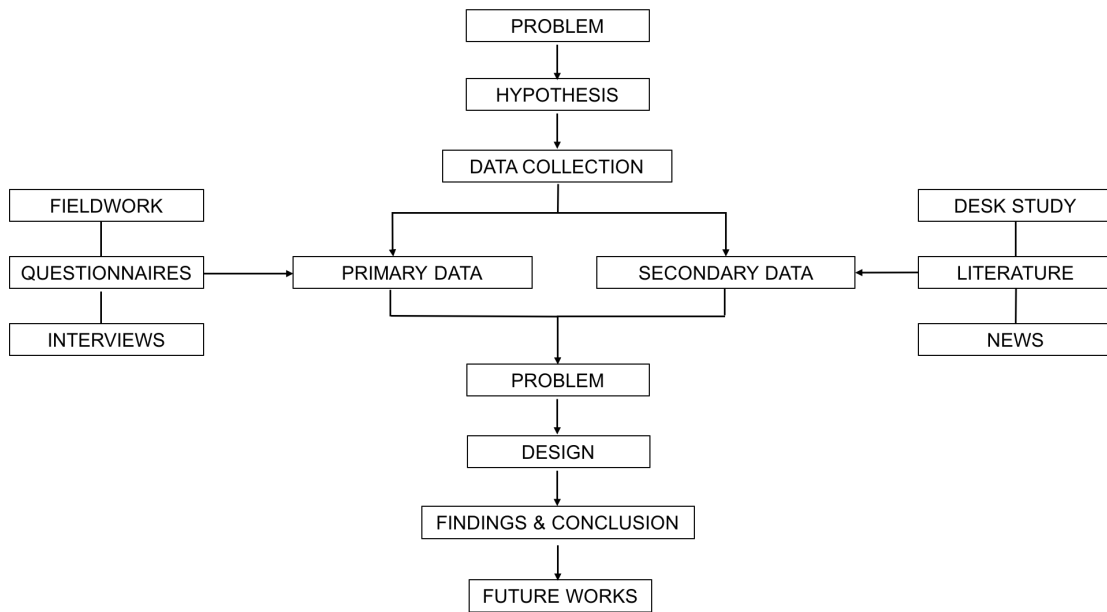 PROBLEM
HYPOTHESIS
DATA COLLECTION
FIELDWORK
DESK STUDY
QUESTIONNAIRES
PRIMARY DATA
SECONDARY DATA
LITERATURE
INTERVIEWS
NEWS
PROBLEM
DESIGN
FINDINGS & CONCLUSION
FUTURE WORKS